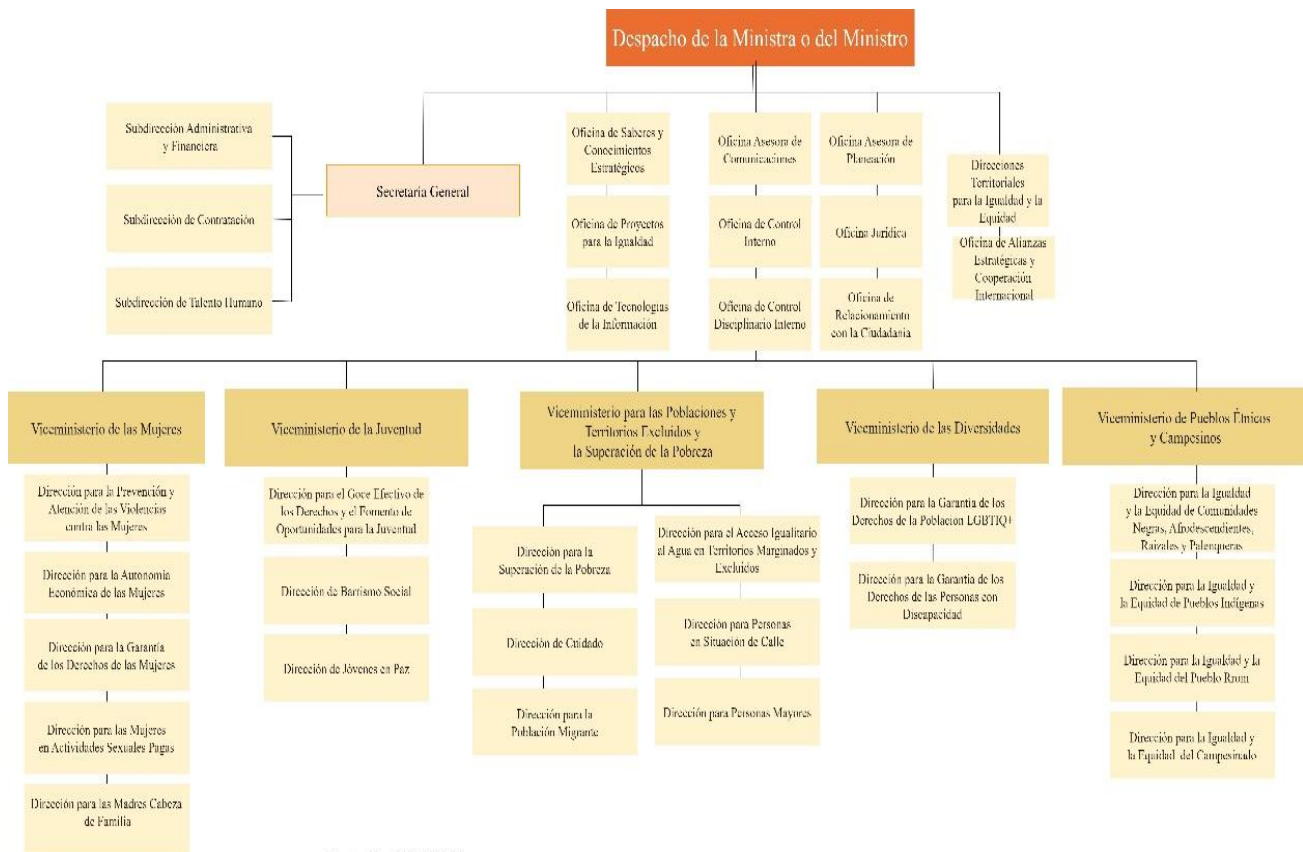 Despacho de la Ministra o del Ministro
Subdirección Administrativa
y Financiera
Subdirección de Contratación
Subdirección de Talento Humano
Secretaría General
Oficina de Saberes y
Conocimientos
Estratégicos
Oficina de Proyectos
para la Igualdad
Oficina de Tecnologías
de la Información
Oficina Asesora de
Comunicaciones
Oficina de Control
Interno
Oficina de Control
Disciplinario Interno
Oficina Asesora de
Planeación
Oficina Jurídica
Oficina de
Relacionamiento
con la Ciudadanía
Direciones
Territoriales
para la Igualdad y la
Equidad
Oficina de Alianzas
Estratégicas y
Cooperación
Internacional
Viceministerio de las Mujeres
Dirección para la Prevención y
Atención de las Violencias
contra las Mujeres
Dirección para la Autonomía
Económica de las Mujeres
Dirección para la Garantía
de los Derechos de las Mujeres
Dirección para las Mujeres
en Actividades Sexuales Pagas
Dirección para las Madres Cabeza
de Familia
Viceministerio de la Juventud
Dirección para el Goce Efectivo de
los Derechos y el Fomento de
Oportunidades para la Juventud
Dirección de Barrismo Social
Dirección de Jóvenes en Paz
Viceministerio para las Poblaciones y
Territorios Excluidos y
la Superación de la Pobreza
Dirección para la
Superación de la Pobreza
Dirección de Cuidado
Dirección para la
Población Migrante
Dirección para el Acceso Igualitario
al Agua en Territorios Marginados y
Excluidos
Dirección para Personas
en Situación de Calle
Dirección para Personas Mayores
Viceministerio de las Diversidades
Dirección para la Garantía de los
Derechos de la Poblacion LGBTIQ+
Dirección para la Garantía de los
Derechos de las Personas con
Discapacidad
Viceministerio de Pueblos Étnicos
y Campesinos
Dirección para la Igualdad
y la Equidad de Comunidades
Negras, Afrodescendientes,
Raizales y Palenqueras
Dirección para la Igualdad y
la Equidad de Pueblos Indígenas
Dirección para la Igualdad y la
Equidad del Pueblo Rrom
Dirección para la Igualdad y
la Equidad del Campesinado